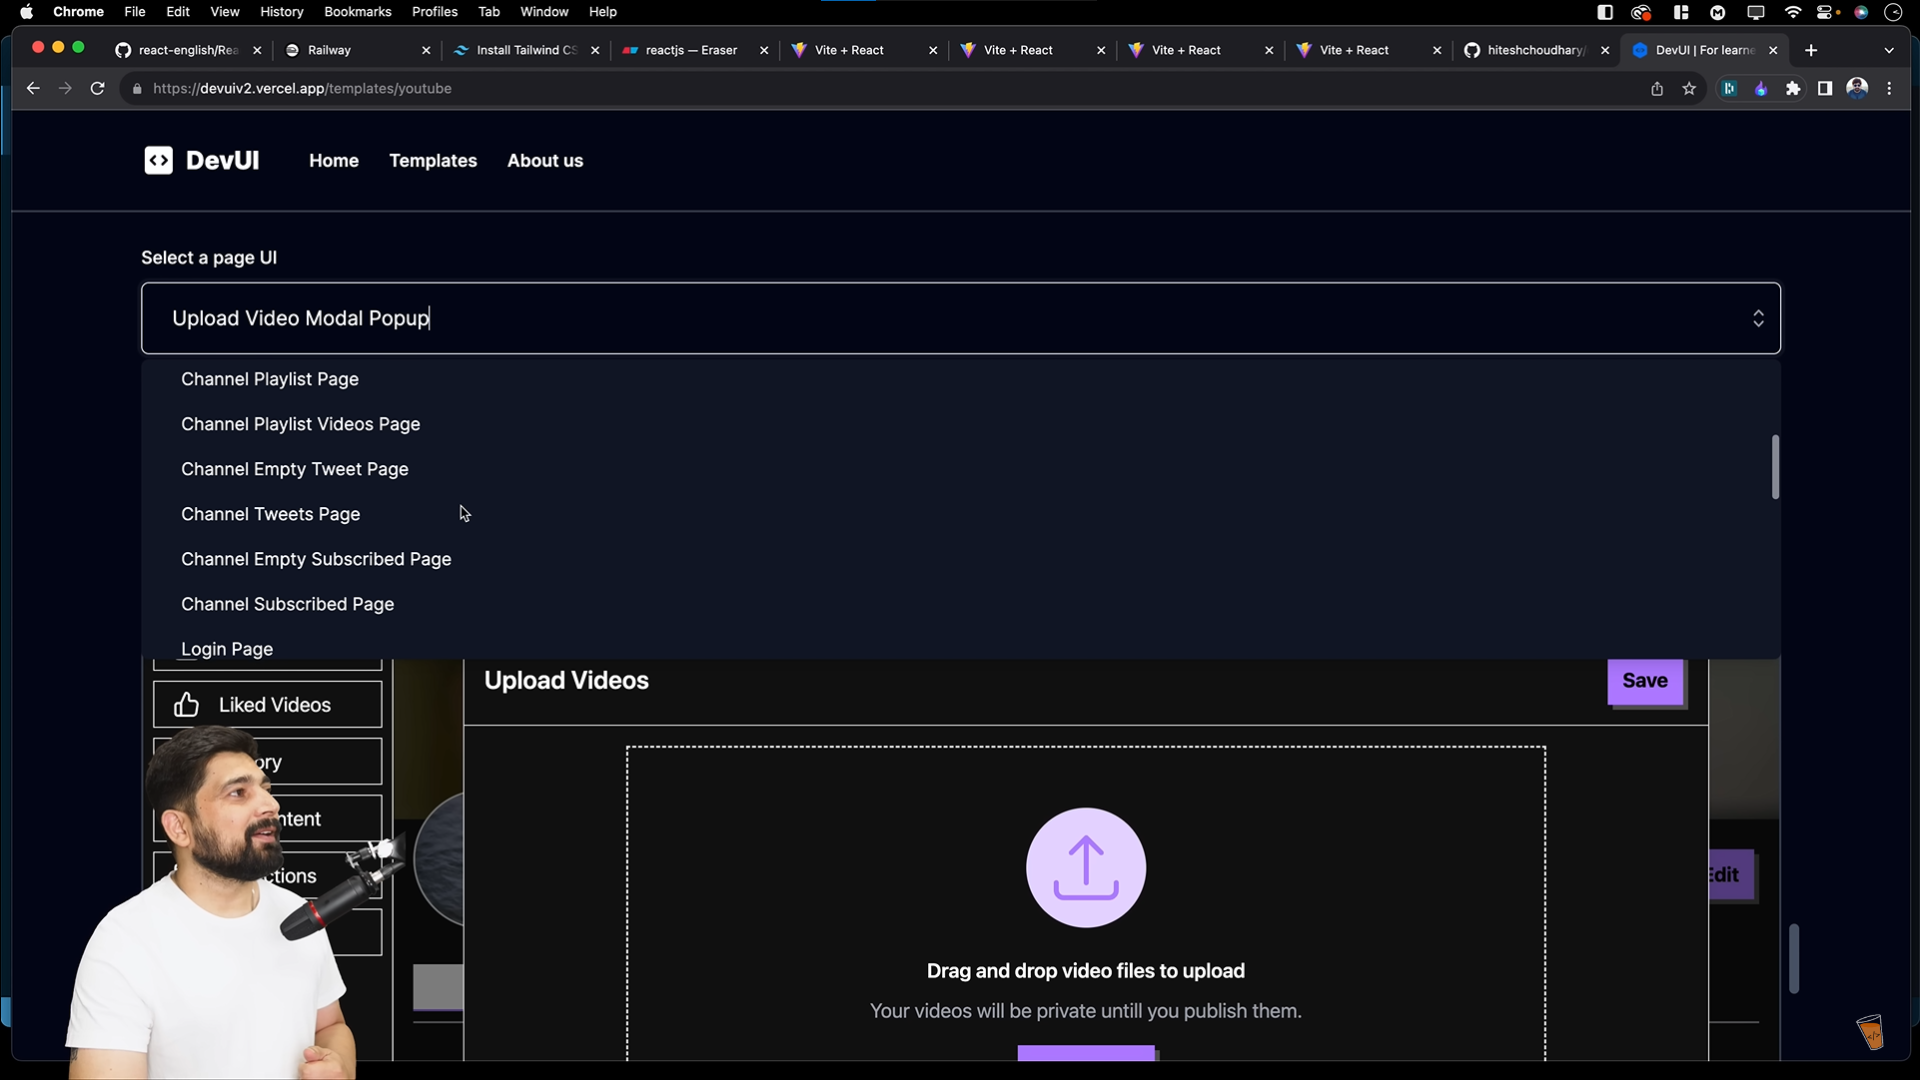 Chrome File Edit View History Bookmarks Profiles Tab Window Help
react-english/Rea
Railway
Install Tailwind CS
reactjs — Eraser
Vite + React
Vite + React
Vite + React
Vite + React
hiteshchoudhary/
DevUI | For learne
https://devuiv2.vercel.app/templates/youtube
DevUI
Home
Templates
About us
Select a page UI
Upload Video Modal Popup
Channel Playlist Page
Channel Playlist Videos Page
Channel Empty Tweet Page
Channel Tweets Page
Channel Empty Subscribed Page
Channel Subscribed Page
Login Page
Upload Videos
Save
Liked Videos
ory
ntent
ctions
Edit
Drag and drop video files to upload
Your videos will be private untill you publish them.